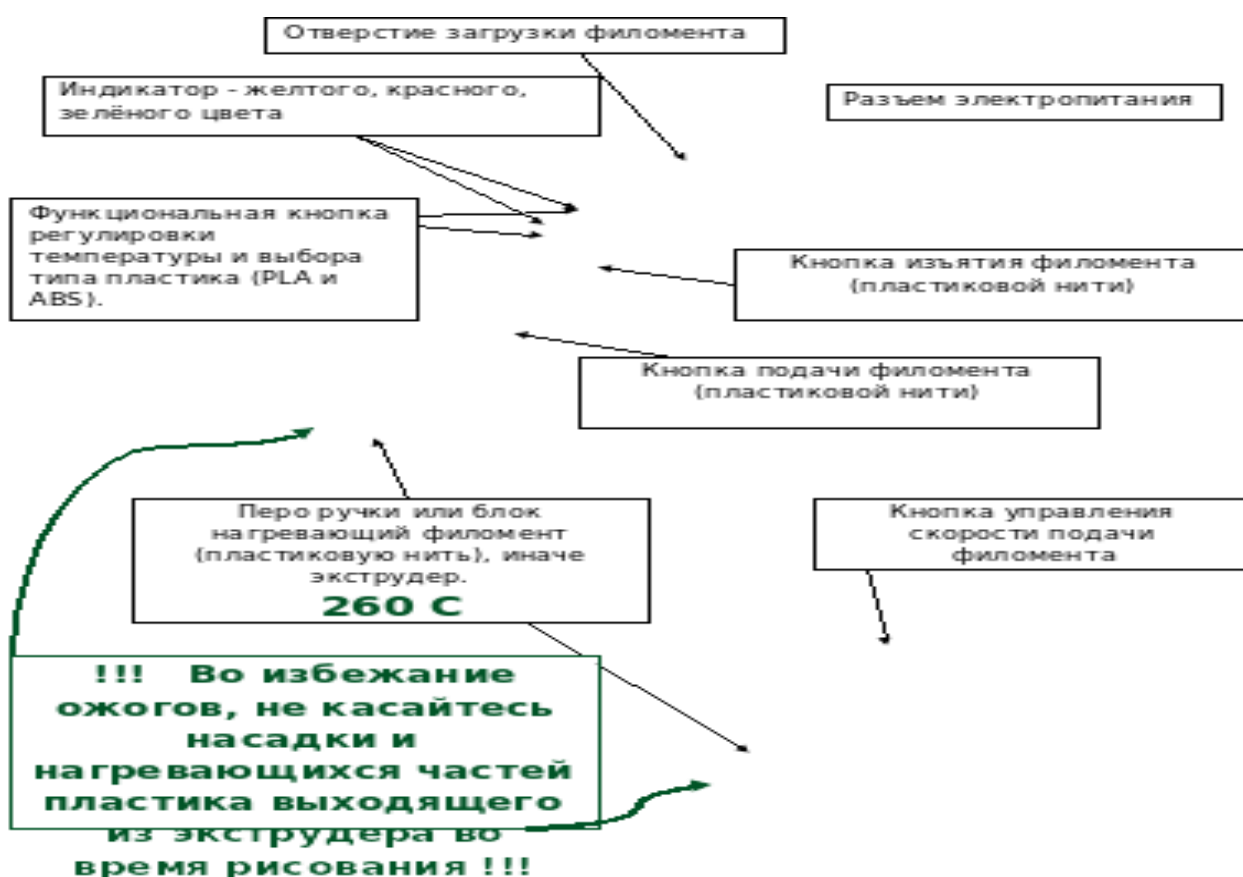 Отверстие загрузки филомента
Индикатор - желтого, красного,
зелёного цвета
Разъем электропитания
Функциональная кнопка
регулировки
температуры и выбора
типа пластика (PLA и
ABS).
Кнопка изъятия филомента
(пластиковой нити)
Кнопка подачи филомента
(пластиковой нити)
Перо ручки или блок
нагревающий филомент
(пластиковую нить), иначе
экструдер.
260 С
Кнопка управления
скорости подачи
филомента
!!! Во избежание
ожогов, не касайтесь
насадки и
нагревающихся частей
пластика выходящего
из экструдера во
время рисования !!!